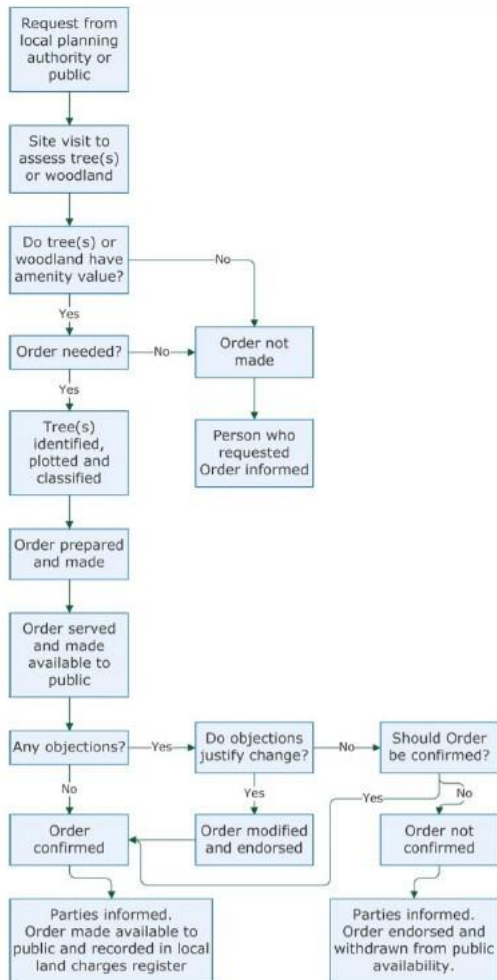 Request from
local planning
authority or
public
Site visit to
assess tree(s)
or woodland
Do tree(s) or
woodland have
amenity value?
No
Yes
Order needed?
No
Order not
made
Yes
Person who
requested
Order informed
Tree(s)
identified,
plotted and
classified
Order prepared
and made
Order served
and made
available to
public
Any objections?
Yes
Do objections
justify change?
No
Should Order
be confirmed?
No
Yes
Yes
No
Order
confirmed
Order modified
and endorsed
Order not
confirmed
Parties informed.
Order made available to
public and recorded in local
land charges register
Parties informed.
Order endorsed and
withdrawn from public
availability.